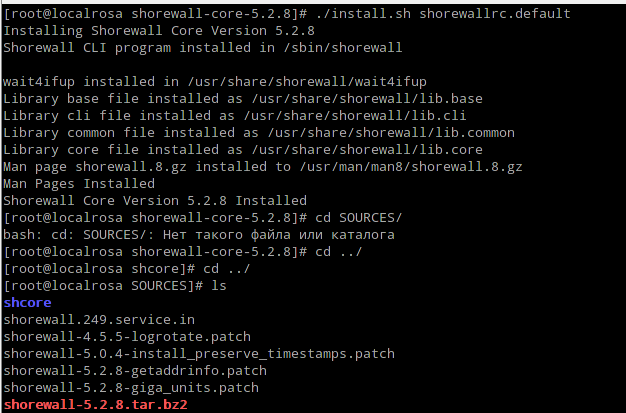 [root@localrosa shorewall-core-5.2.8]# ./install.sh shorewallrc.default
Installing Shorewall Core Version 5.2.8
Shorewall CLI program installed in /sbin/shorewall
wait4ifup installed in /usr/share/shorewall/wait4ifup
Library base file installed as /usr/share/shorewall/lib.base
Library cli file installed as /usr/share/shorewall/lib.cli
Library common file installed as /usr/share/shorewall/lib.common
Library core file installed as /usr/share/shorewall/lib.core
Man page shorewall.8.gz installed to /usr/man/man8/shorewall.8.gz
Man Pages Installed
Shorewall Core Version 5.2.8 Installed
[root@localrosa shorewall-core-5.2.8]# cd SOURCES/
bash: cd: SOURCES/: Нет такого файла или каталога
[root@localrosa shorewall-core-5.2.8]# cd ../
[root@localrosa shcore]# cd ../
[root@localrosa SOURCES]# ls
shcore
shorewall.249.service.in
shorewall-4.5.5-logrotate.patch
shorewall-5.0.4-install_preserve_timestamps.patch
shorewall-5.2.8-getaddrinfo.patch
shorewall-5.2.8-giga_units.patch
shorewall-5.2.8.tar.bz2